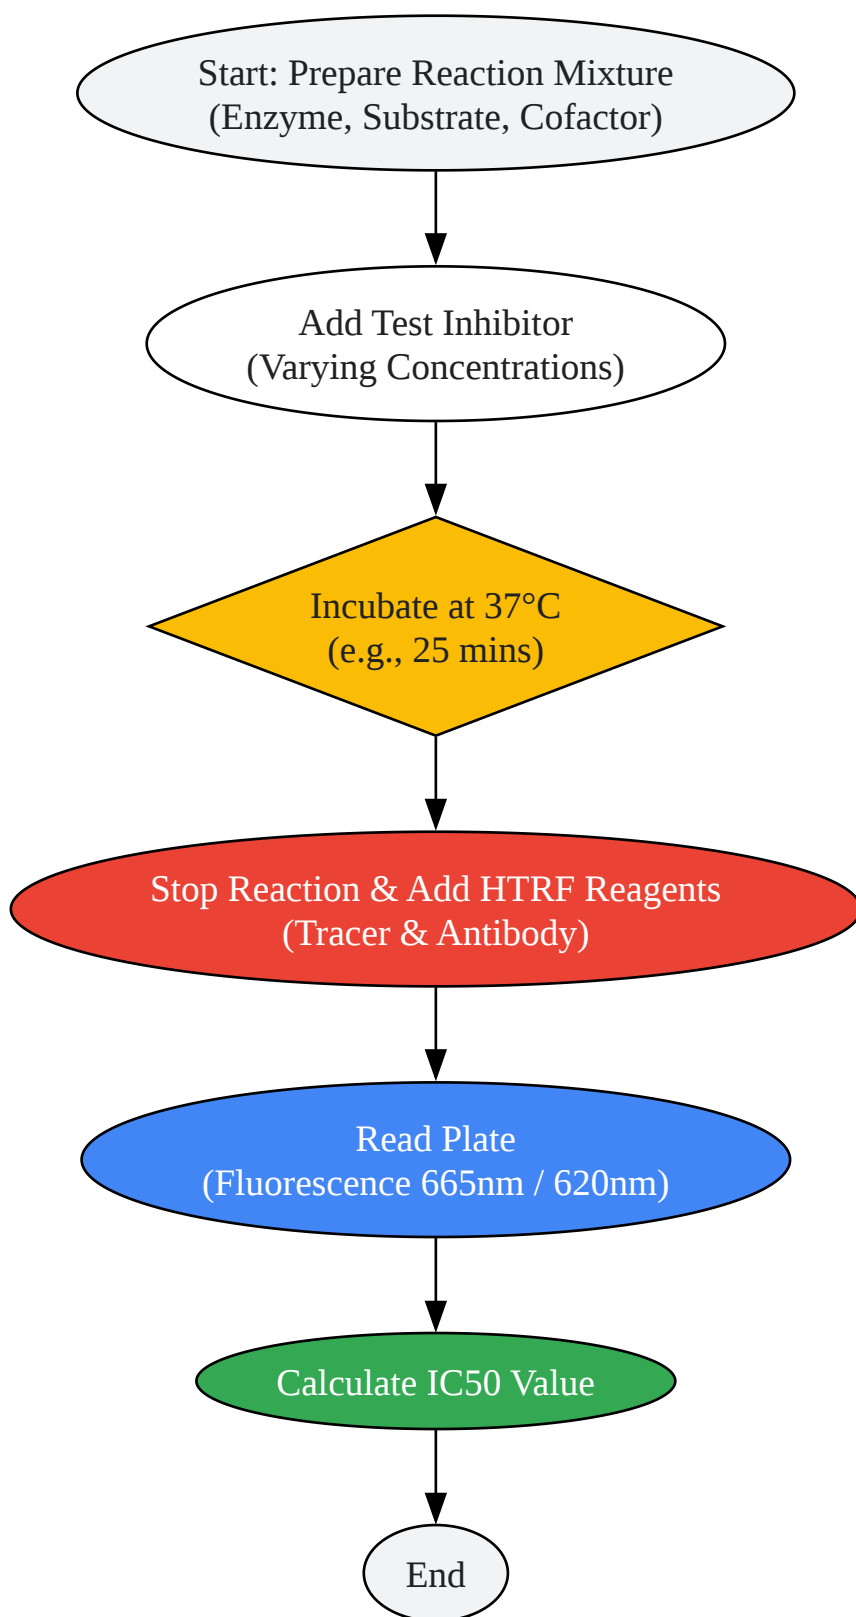 Start: Prepare Reaction Mixture
(Enzyme, Substrate, Cofactor)
Add Test Inhibitor
(Varying Concentrations)
Incubate at 37°C
(e.g., 25 mins)
Stop Reaction & Add HTRF Reagents
(Tracer & Antibody)
Read Plate
(Fluorescence 665nm / 620nm)
Calculate IC50 Value
End